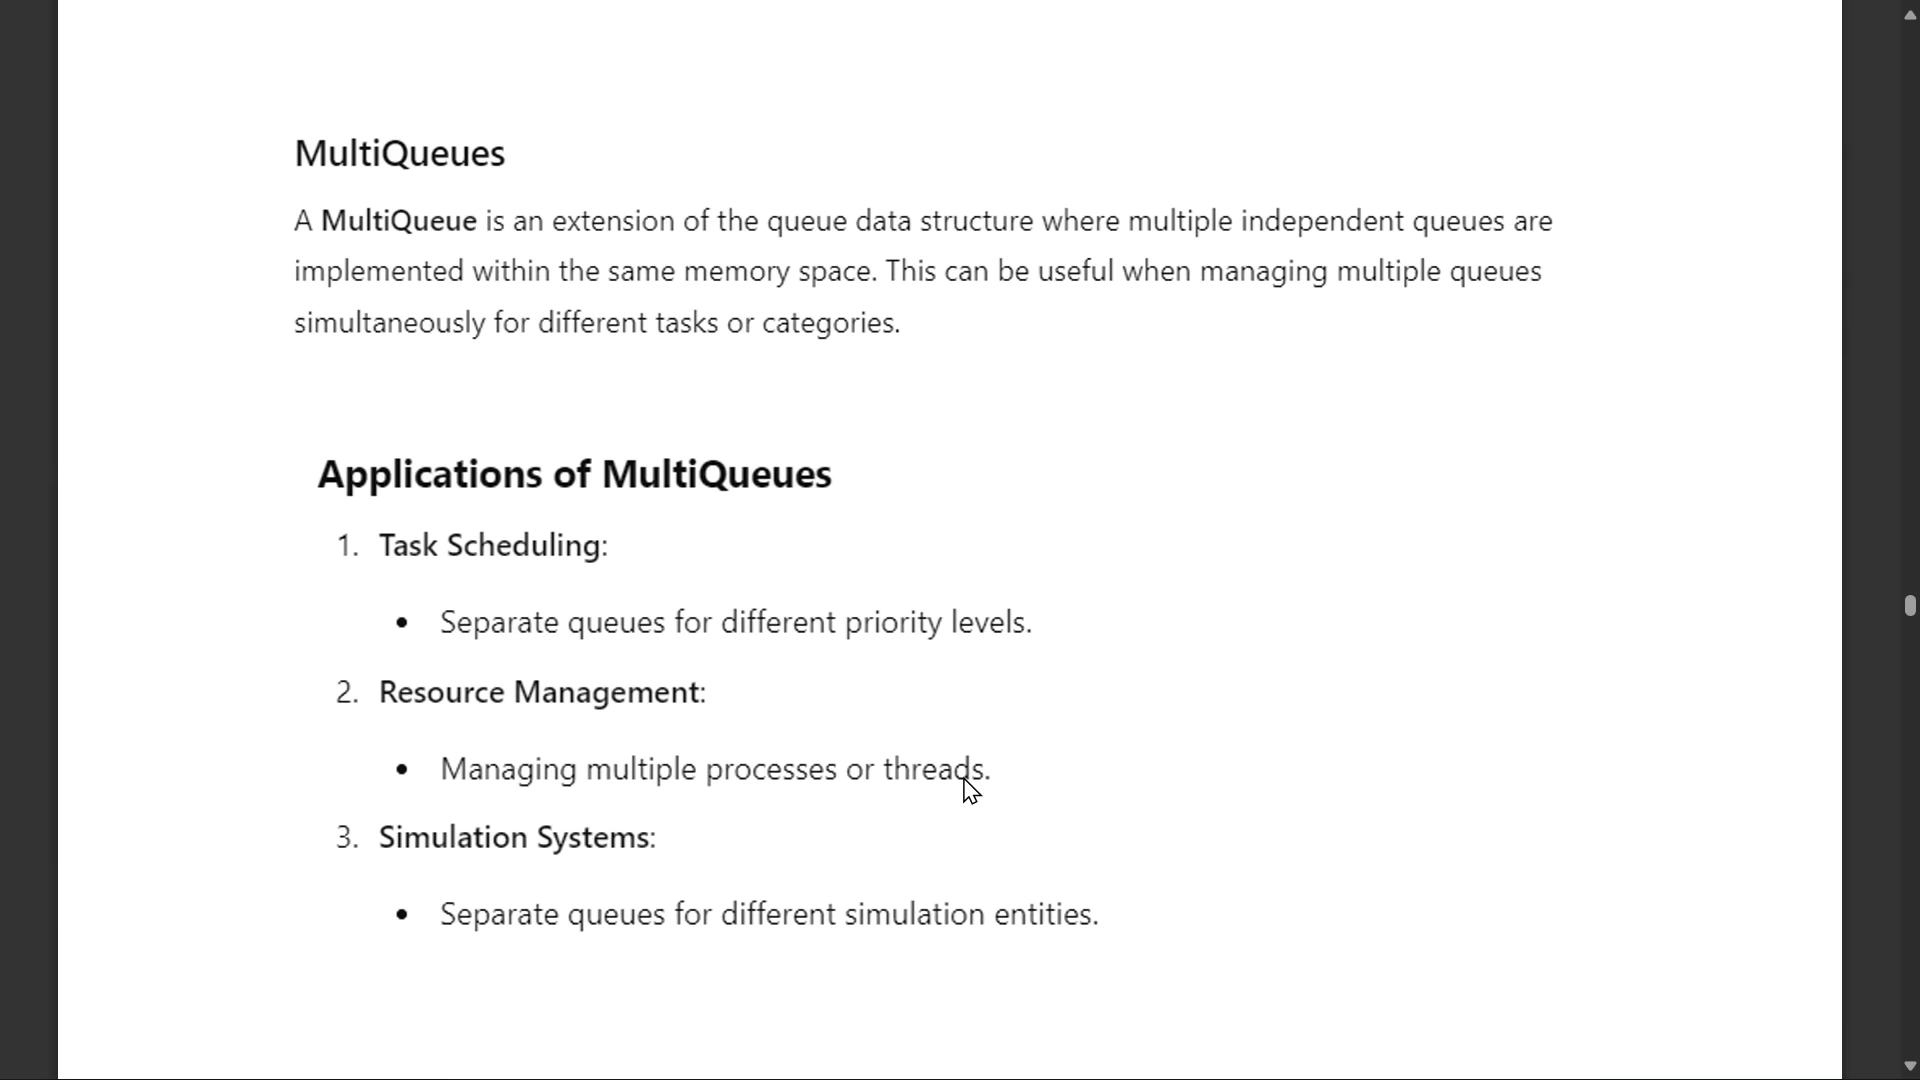 MultiQueues
A MultiQueue is an extension of the queue data structure where multiple independent queues are
implemented within the same memory space. This can be useful when managing multiple queues
simultaneously for different tasks or categories.
Applications of MultiQueues
1. Task Scheduling:
• Separate queues for different priority levels.
2. Resource Management:
• Managing multiple processes or threads.
3. Simulation Systems:
• Separate queues for different simulation entities.